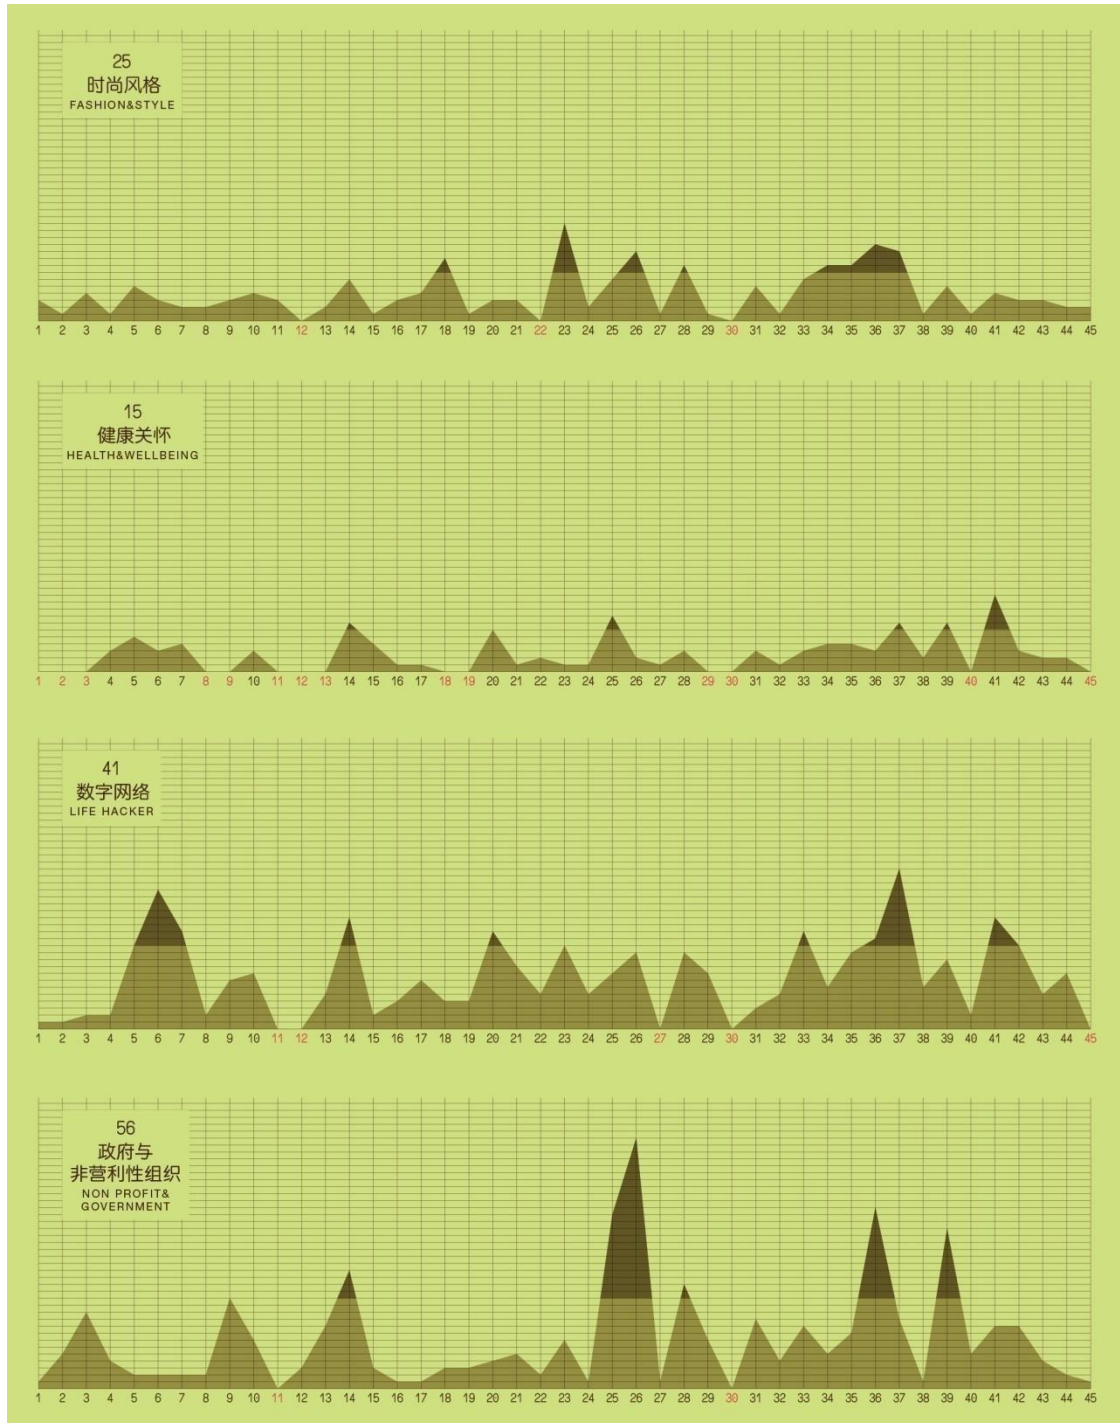 25
时尚风格
FASHION&STYLE
1 2 3 4 5 6 7 8 9 10 11 12 13 14 15 16 17 18 19 20 21 22 23 24 25 26 27 28 29 30 31 32 33 34 35 36 37 38 39 40 41 42 43 44 45
15
健康关怀
HEALTH&WELLBEING
1 2 3 4 5 6 7 8 9 10 11 12 13 14 15 16 17 18 19 20 21 22 23 24 25 26 27 28 29 30 31 32 33 34 35 36 37 38 39 40 41 42 43 44 45
41
数字网络
LIFE HACKER
1 2 3 4 5 6 7 8 9 10 11 12 13 14 15 16 17 18 19 20 21 22 23 24 25 26 27 28 29 30 31 32 33 34 35 36 37 38 39 40 41 42 43 44 45
56
政府与
非营利性组织
NON PROFIT&
GOVERNMENT
1 2 3 4 5 6 7 8 9 10 11 12 13 14 15 16 17 18 19 20 21 22 23 24 25 26 27 28 29 30 31 32 33 34 35 36 37 38 39 40 41 42 43 44 45